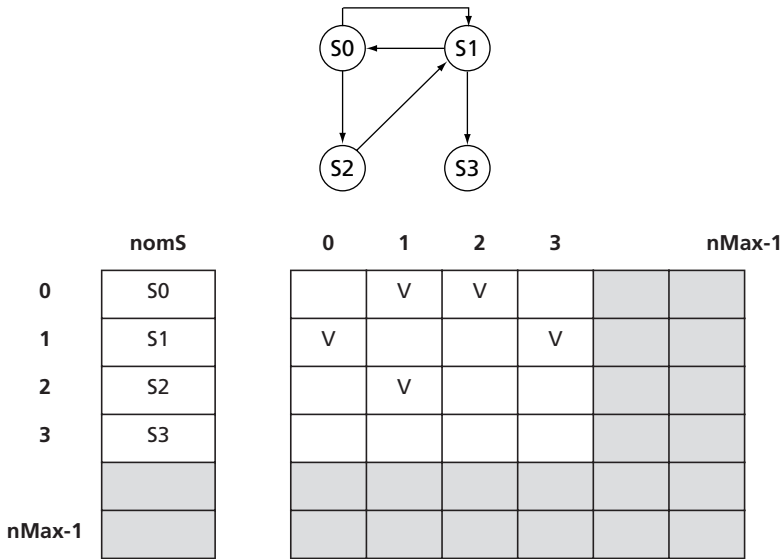 S0 S1
S2 S3
nomS 0 1 2 3 nMax-1
0 S0 V V
1 S1 V V
2 S2 V
3 S3
nMax-1